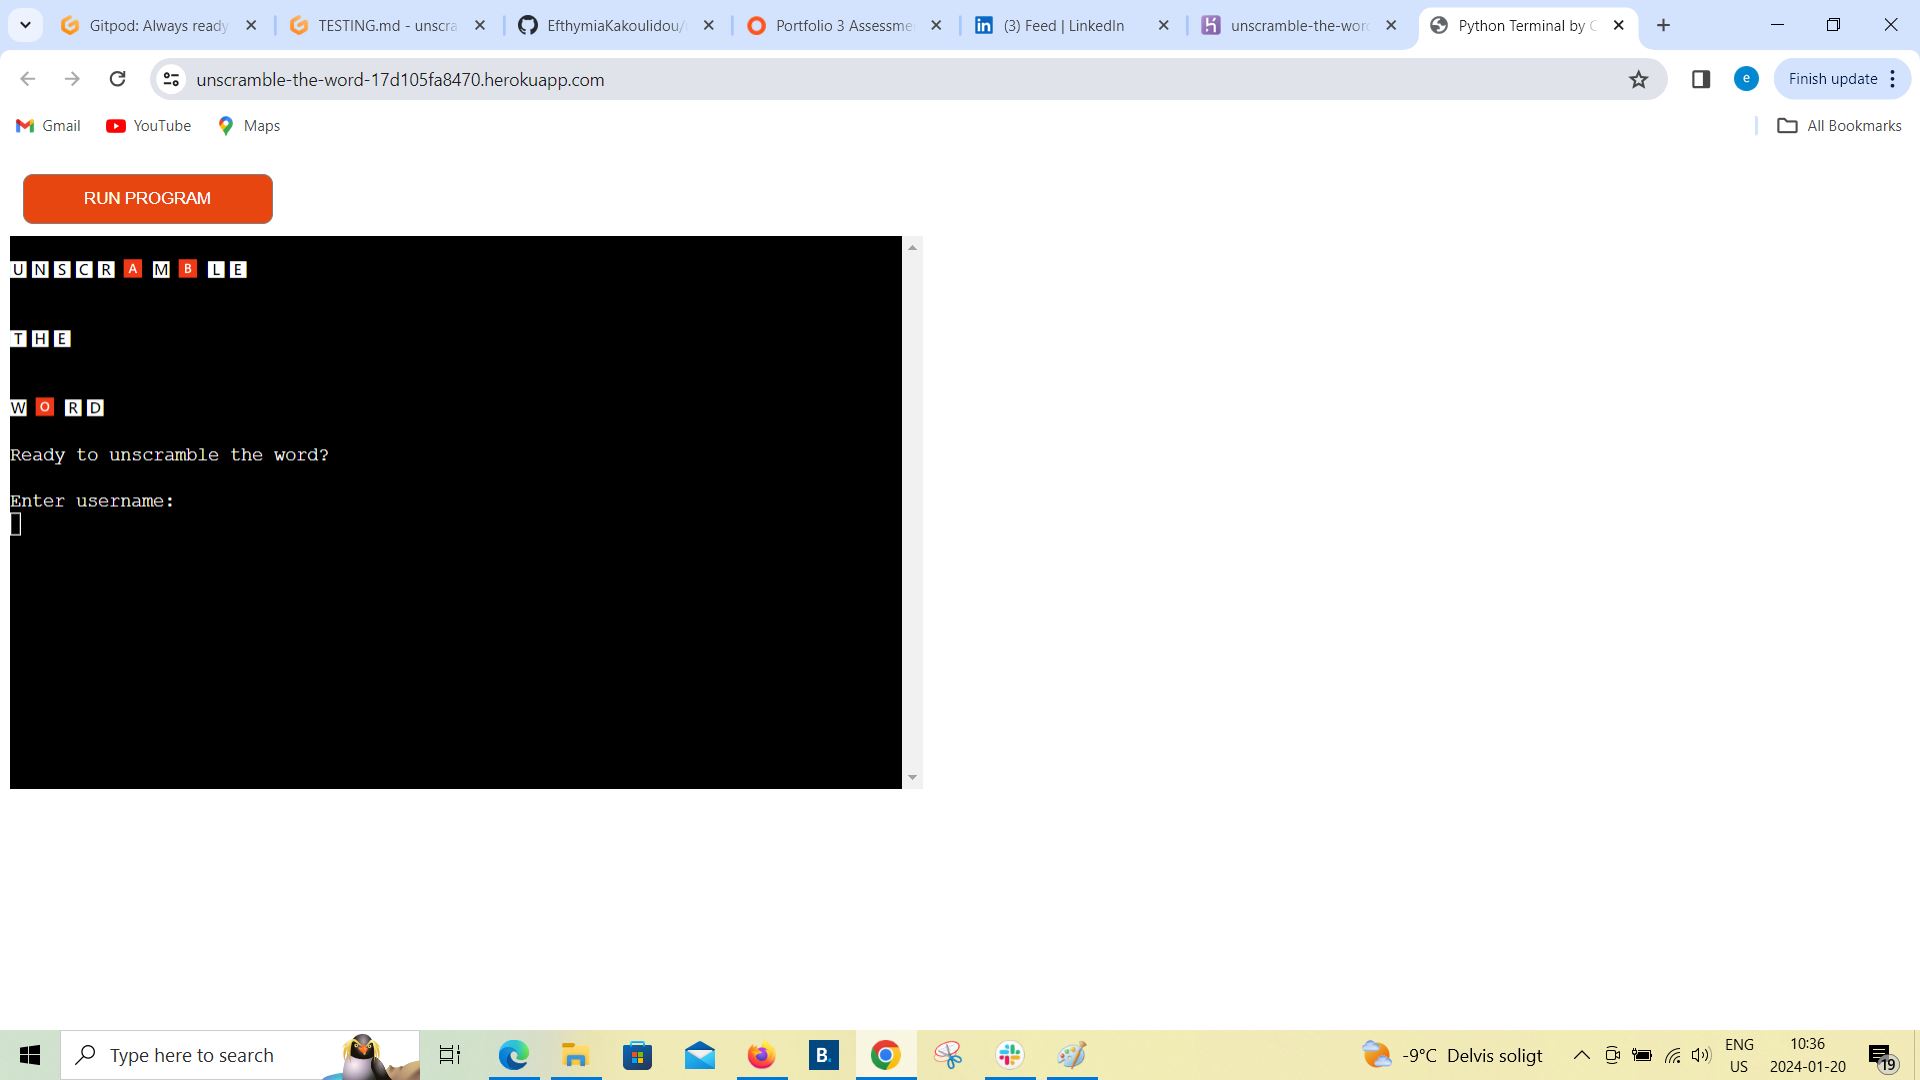 Gitpod: Always ready
TESTING.md - unscra
EfthymiaKakoulidou/
Portfolio 3 Assessme
(3) Feed | LinkedIn
unscramble-the-wor
Python Terminal by C
unscramble-the-word-17d105fa8470.herokuapp.com
e
Finish update
Gmail
YouTube
Maps
All Bookmarks
RUN PROGRAM
U N S C R A M B L E
T H E
W O R D
Ready to unscramble the word?
Enter username:
Type here to search
B.
-9°C Delvis soligt
ENG
US
10:36
2024-01-20
19